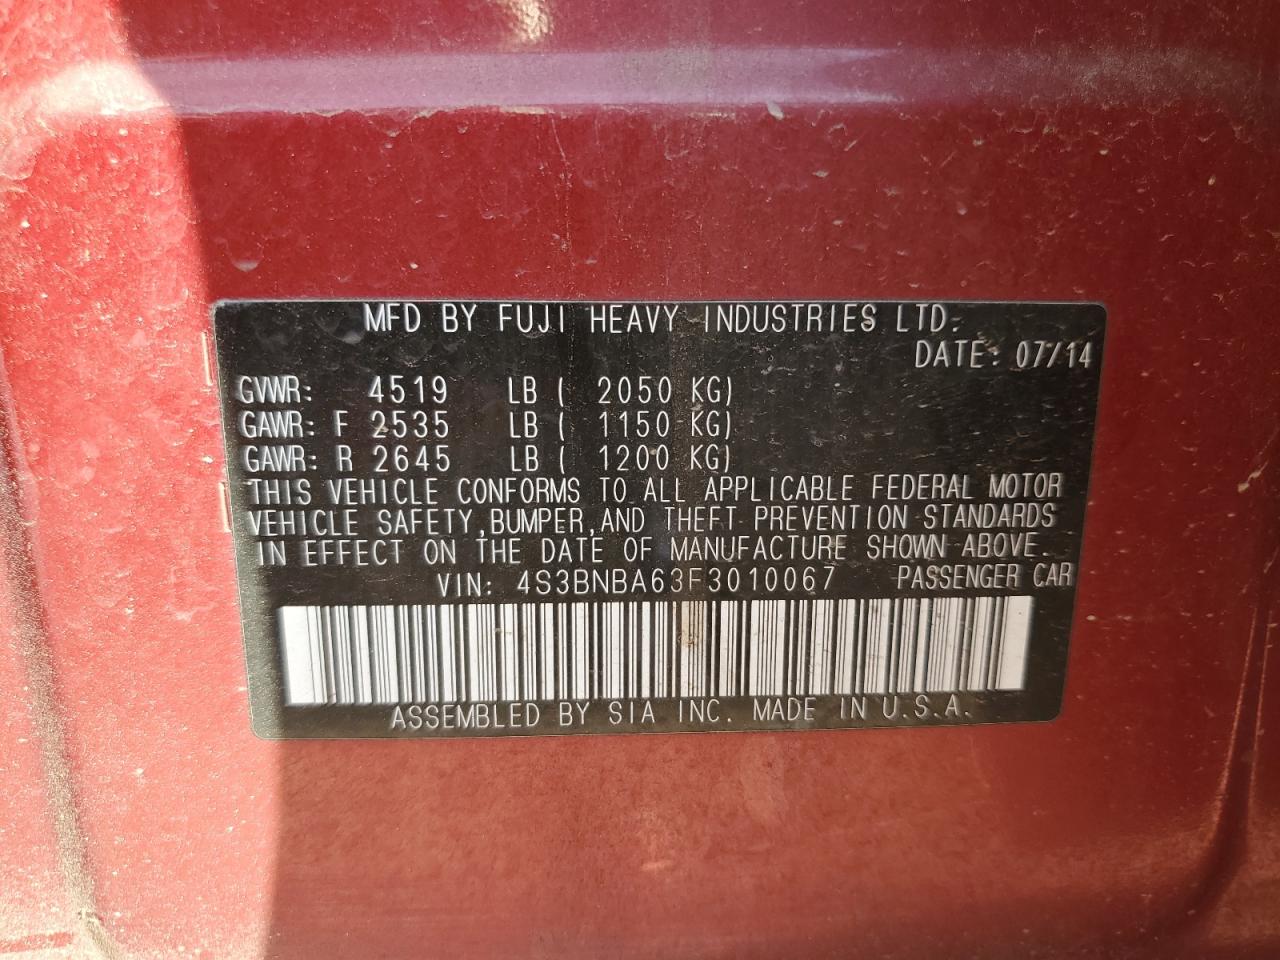 MFD BY FUJI HEAVY INDUSTRIES LTD.
DATE: 07/14
GVWR: 4519 LB ( 2050 KG)
GAWR: F 2535 LB ( 1150 KG)
GAWR: R 2645 LB ( 1200 KG)
THIS VEHICLE CONFORMS TO ALL APPLICABLE FEDERAL MOTOR
VEHICLE SAFETY,BUMPER,AND THEFT PREVENTION STANDARDS
IN EFFECT ON THE DATE OF MANUFACTURE SHOWN ABOVE.
VIN: 4S3BNBA63F3010067 PASSENGER CAR
ASSEMBLED BY SIA INC. MADE IN U.S.A.